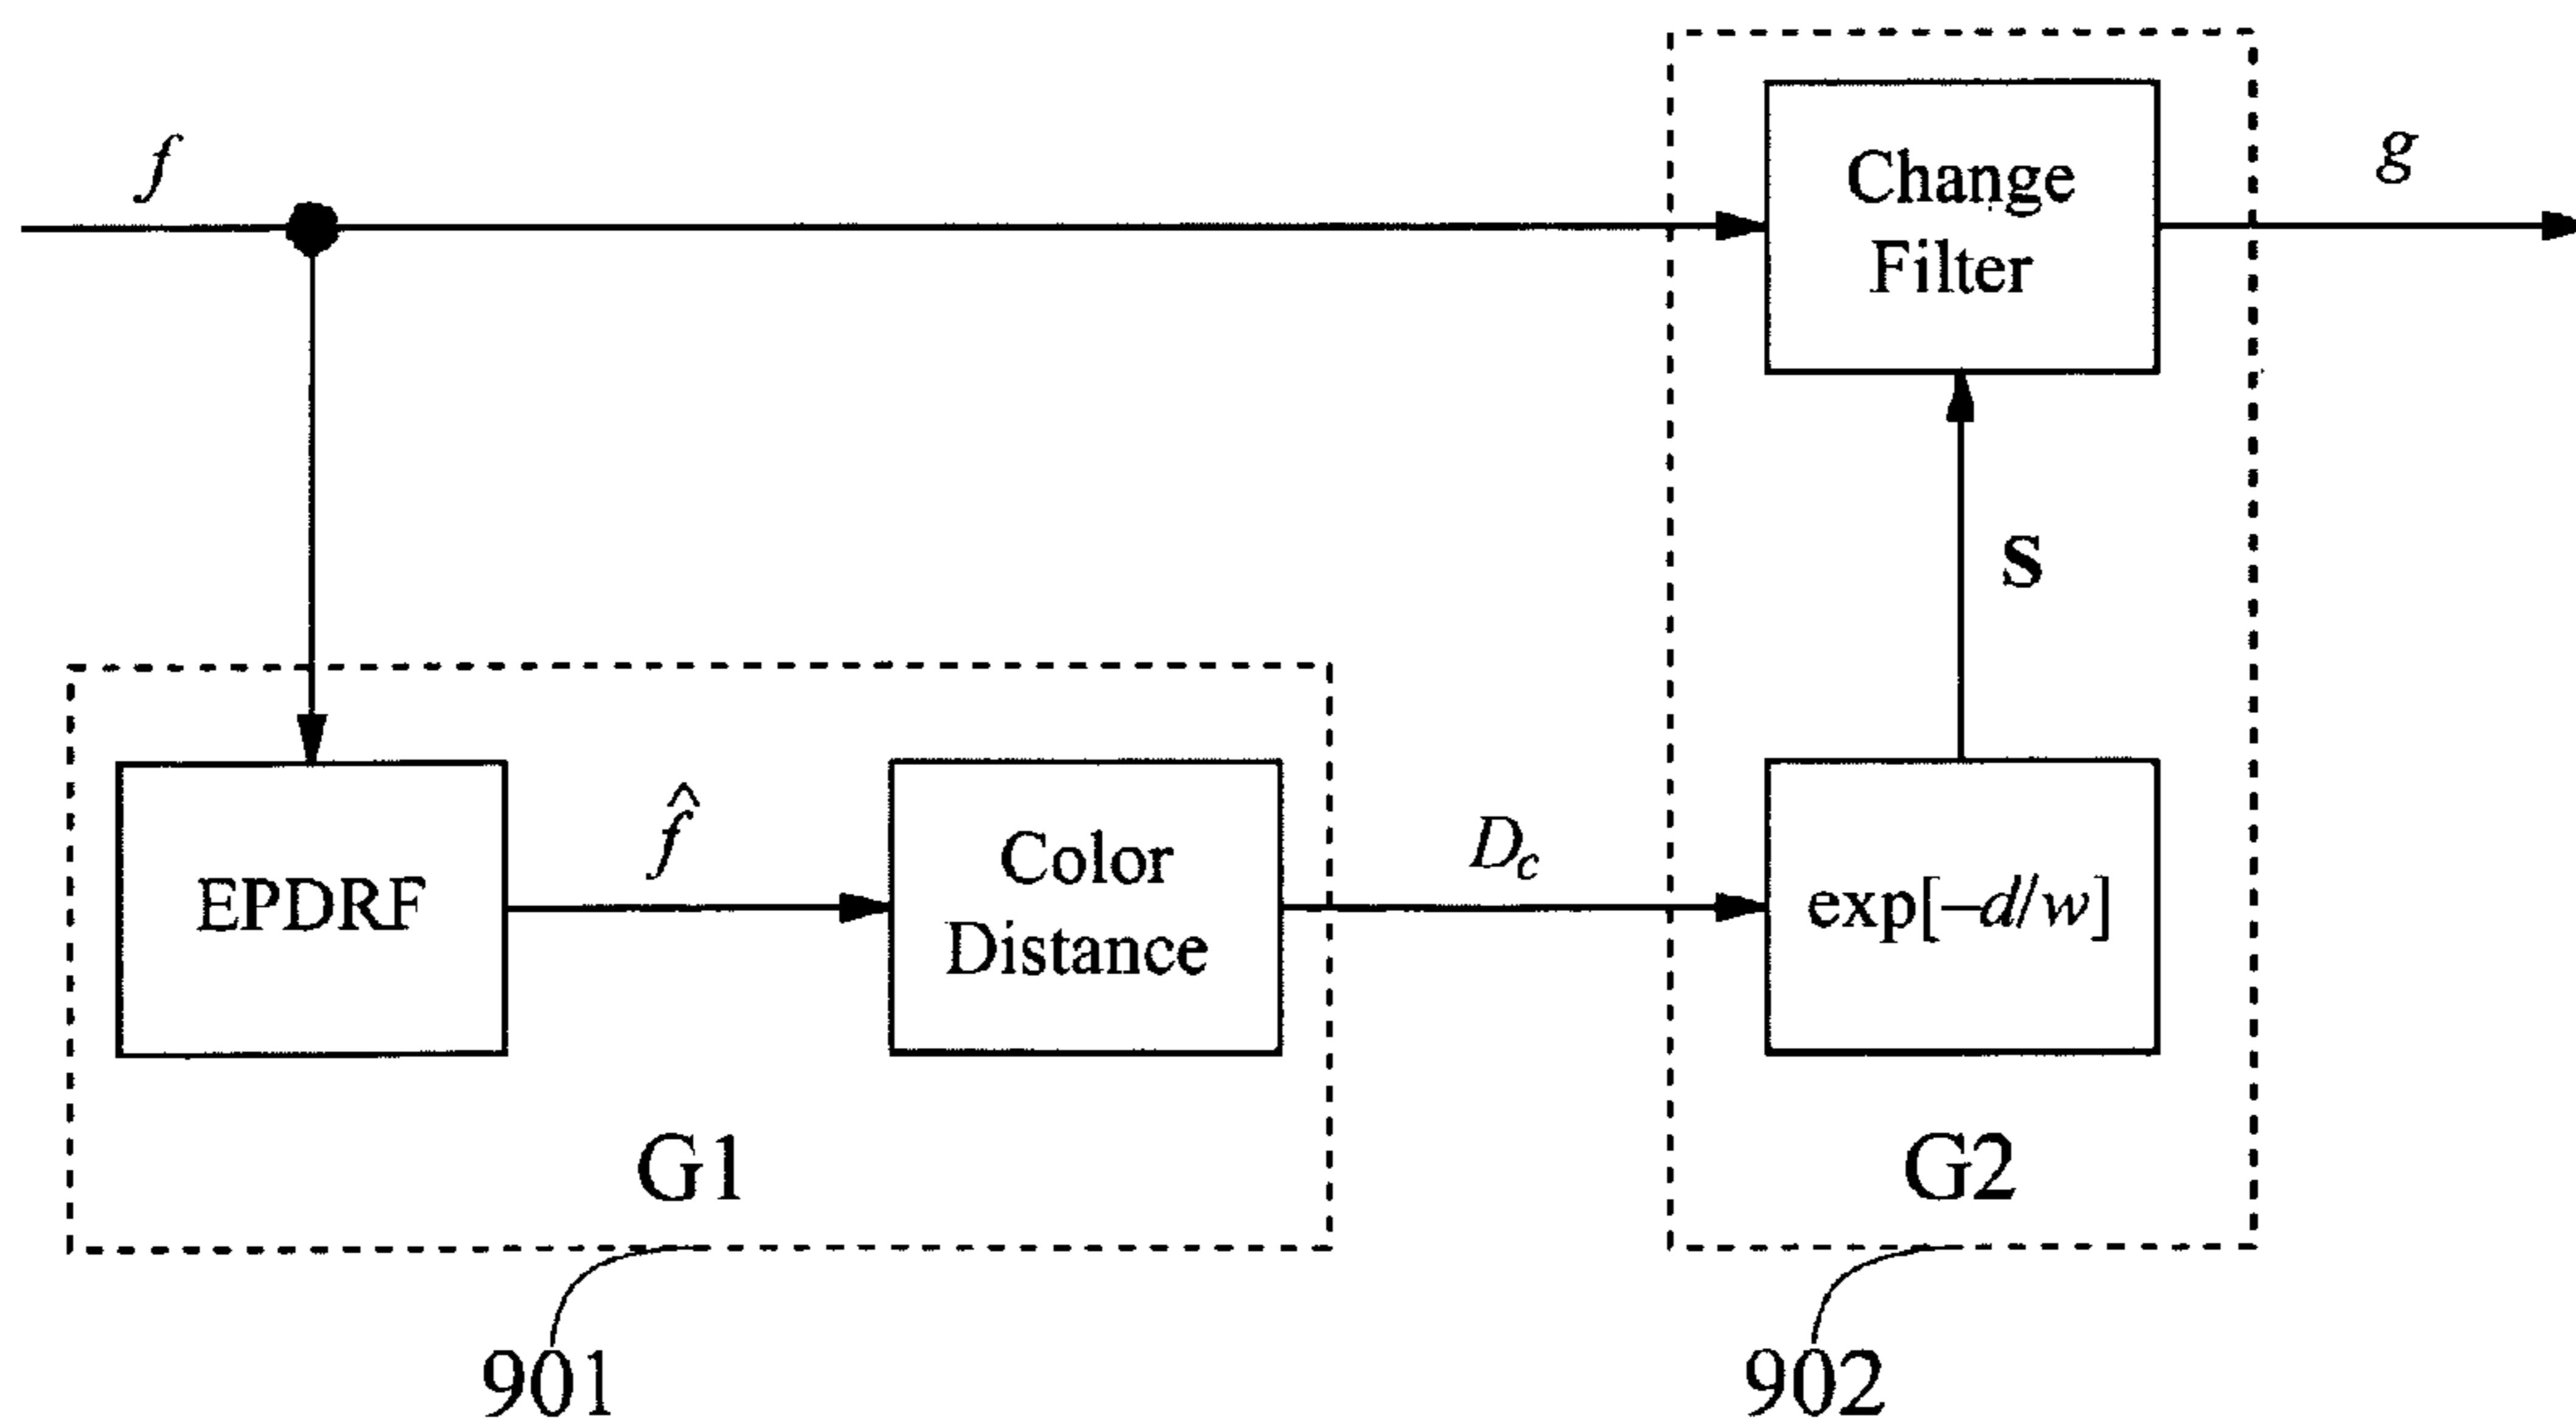 f
g
Change
Filter
S
EPDRF
f̂
Color
Distance
D_c
exp[–d/w]
G1
G2
901
902